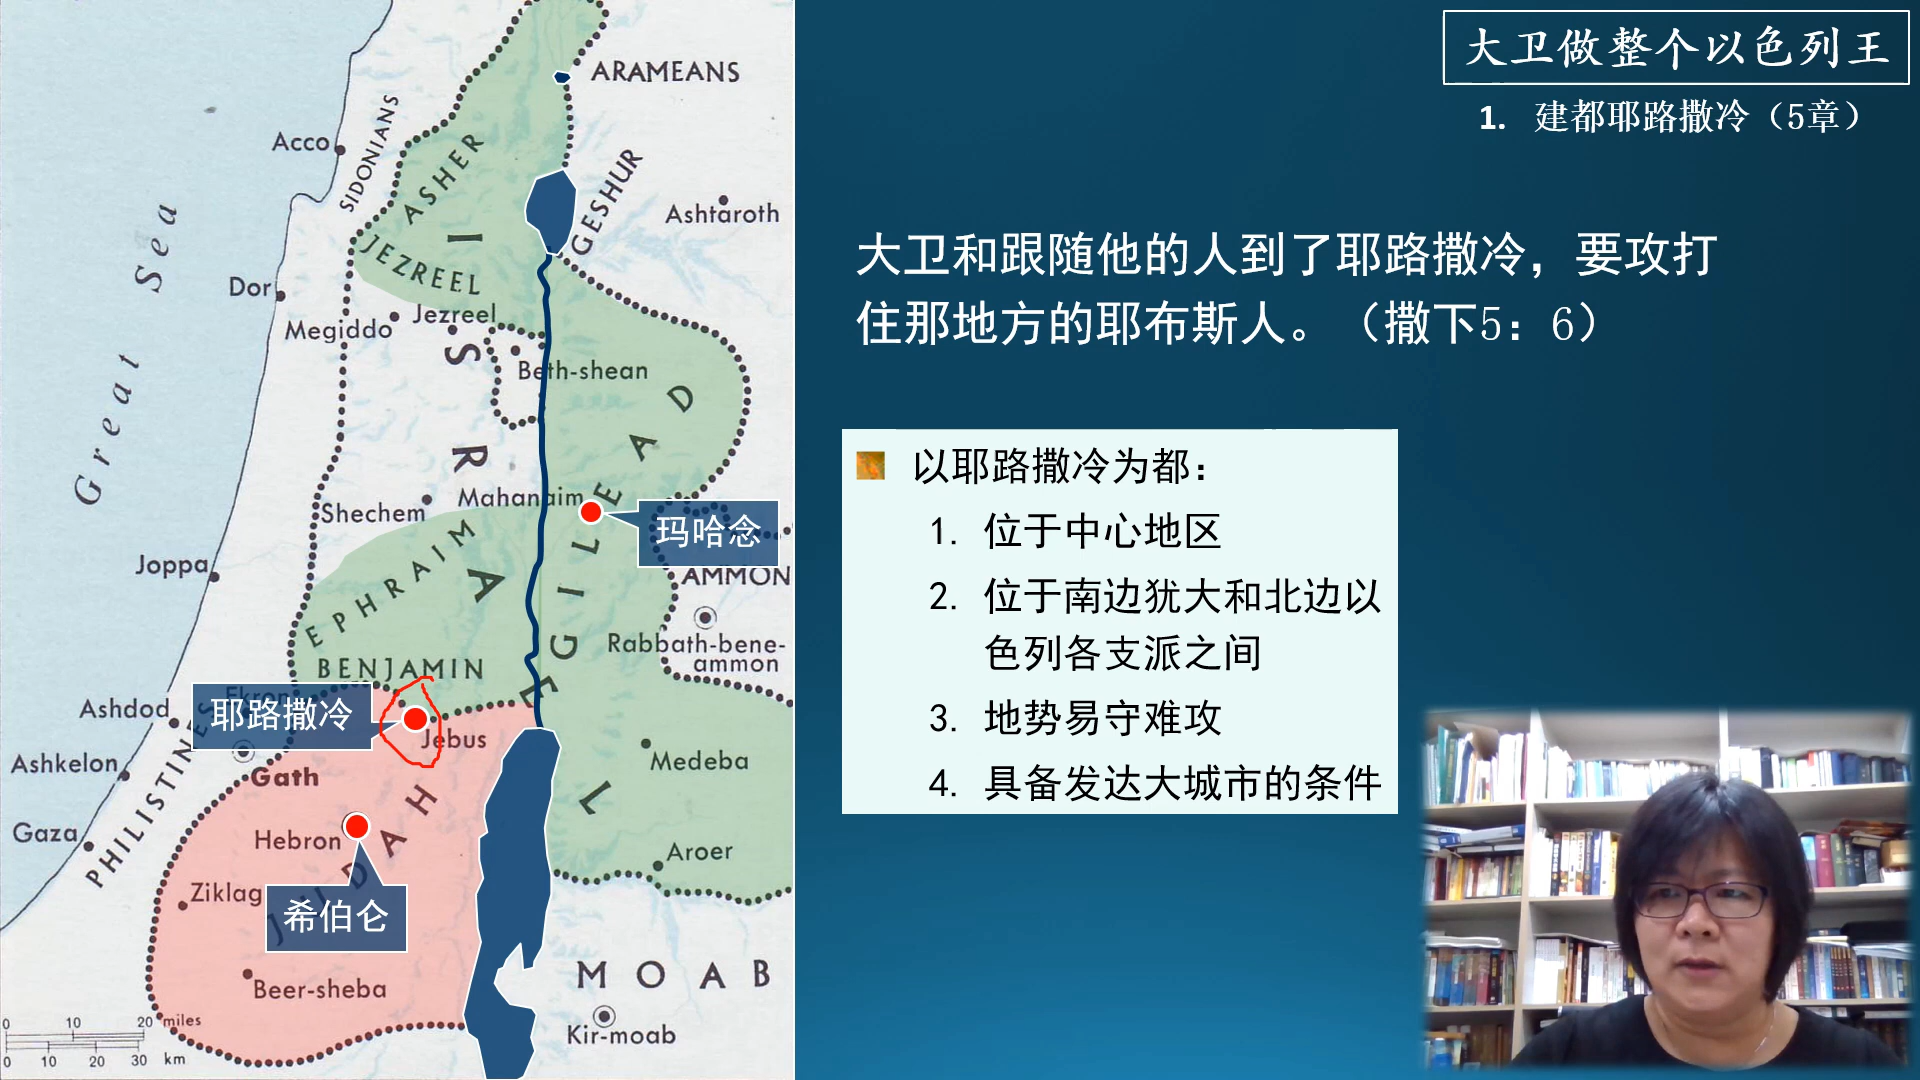 大卫做整个以色列王
1. 建都耶路撒冷（5章）
大卫和跟随他的人到了耶路撒冷，要攻打
住那地方的耶布斯人。（撒下5：6）
以耶路撒冷为都：
1. 位于中心地区
2. 位于南边犹大和北边以
色列各支派之间
3. 地势易守难攻
4. 具备发达大城市的条件
ARAMEANS
Acco
SIDONIANS
ASHER
GESHUR
Ashtaroth
Great Sea
JEZREEL
Dor
Megiddo
Jezreel
Beth-shean
ISRAEL
GILEAD
Shechem
Mahanaim
玛哈念
EPHRAIM
Joppa
AMMON
Rabbath-bene-
ammon
BENJAMIN
Ekron
耶路撒冷
Ashdod
Jebus
Gath
Medeba
Ashkelon
PHILISTINES
Gaza
Hebron
JUDAH
Aroer
Ziklag
希伯仑
Beer-sheba
MOAB
Kir-moab
0 10 20 miles
0 10 20 30 km